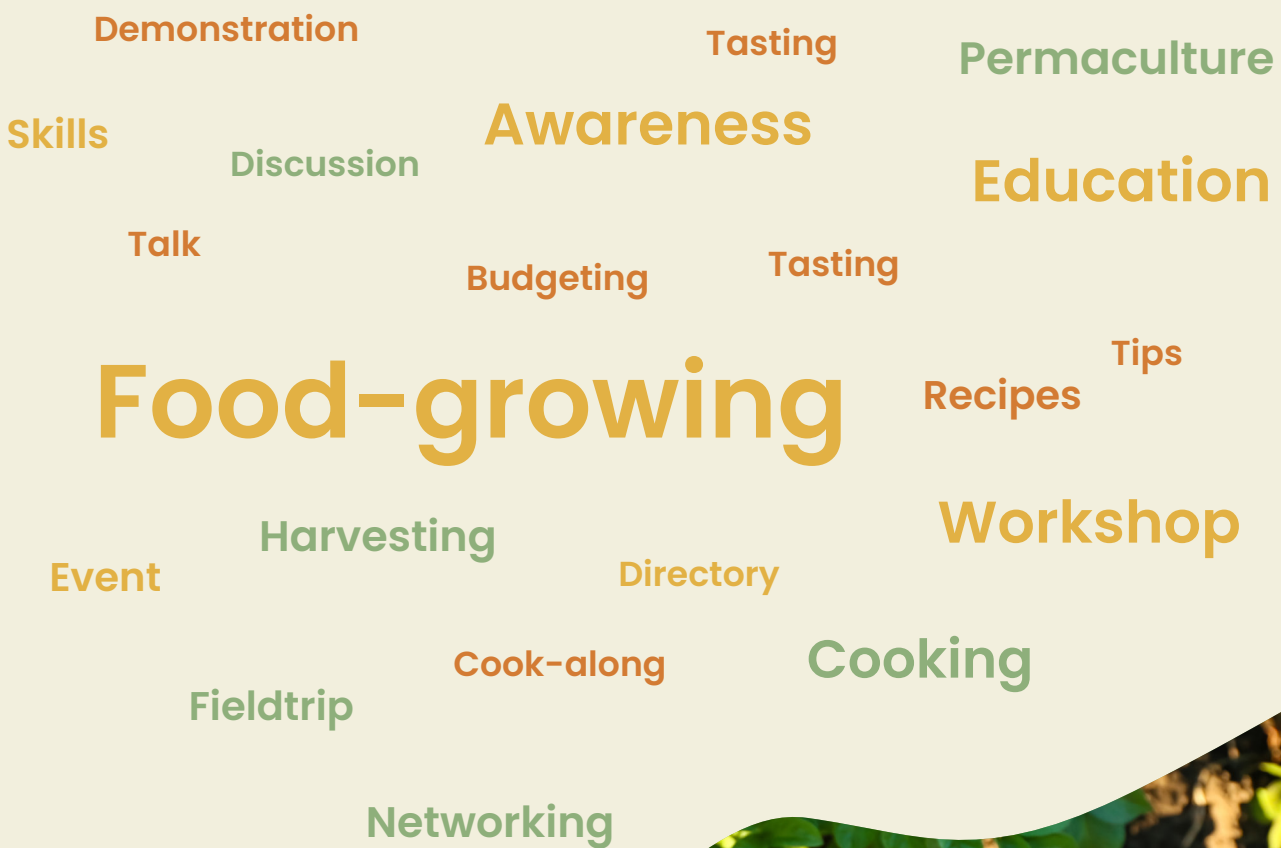 Demonstration
Tasting
Permaculture
Awareness
Skills
Discussion
Education
Talk
Budgeting
Tasting
Tips
Food-growing
Recipes
Workshop
Harvesting
Event
Directory
Cook-along
Cooking
Fieldtrip
Networking